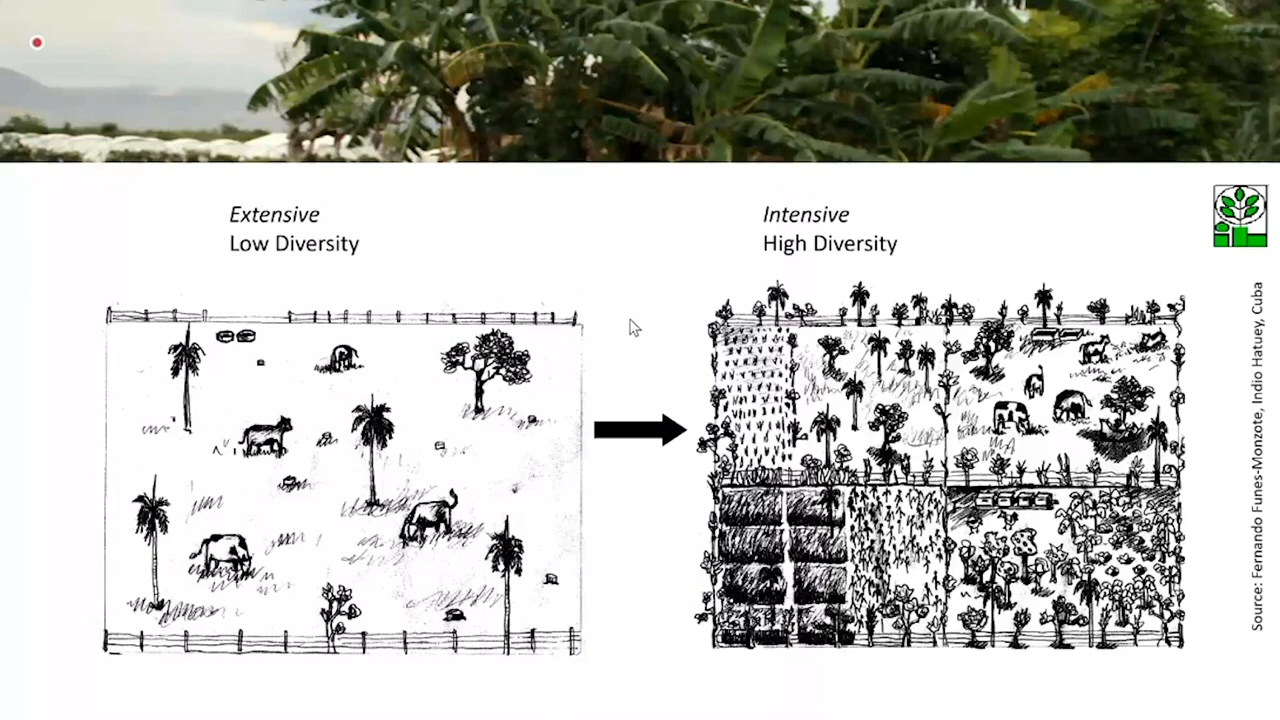 Extensive
Low Diversity
Intensive
High Diversity
Source: Fernando Funes-Monzote, Indio Hatuey, Cuba